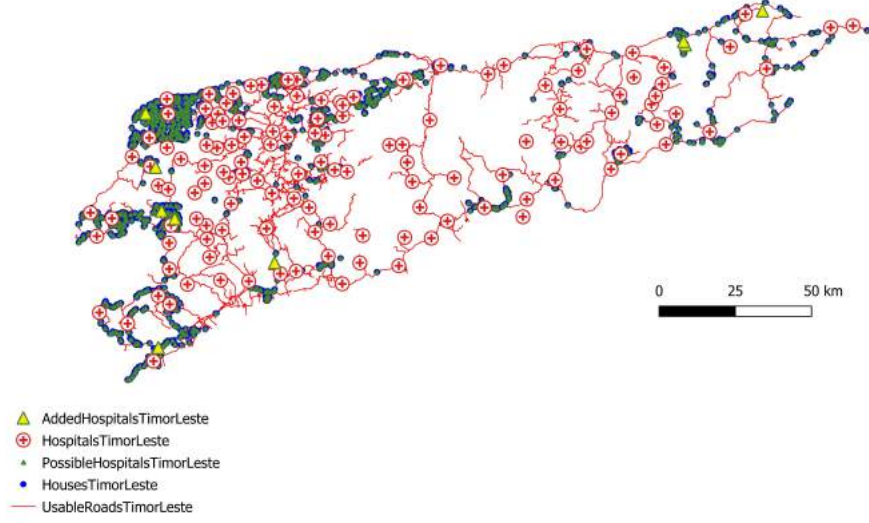 0 25 50 km
AddedHospitalsTimorLeste
HospitalsTimorLeste
PossibleHospitalsTimorLeste
HousesTimorLeste
UsableRoadsTimorLeste